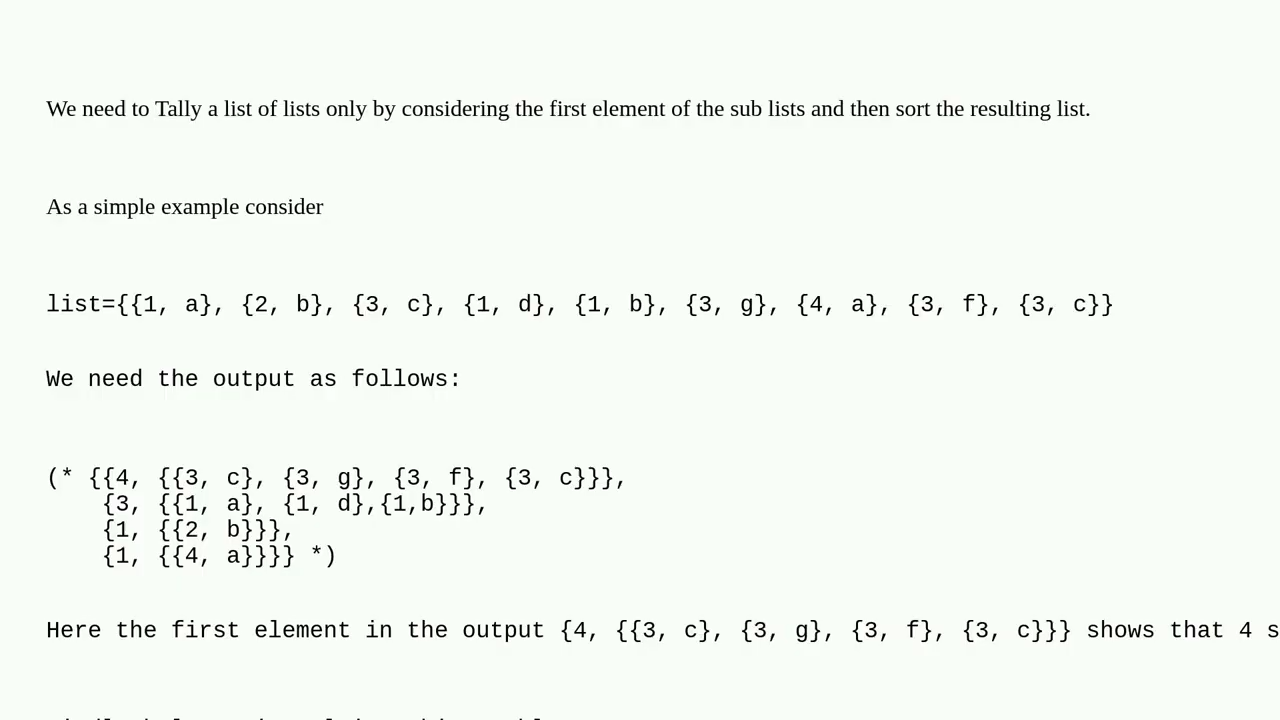 We need to Tally a list of lists only by considering the first element of the sub lists and then sort the resulting list.
As a simple example consider
list={{1, a}, {2, b}, {3, c}, {1, d}, {1, b}, {3, g}, {4, a}, {3, f}, {3, c}}
We need the output as follows:
(* {{4, {{3, c}, {3, g}, {3, f}, {3, c}}},
{3, {{1, a}, {1, d},{1,b}}},
{1, {{2, b}}},
{1, {{4, a}}}} *)
Here the first element in the output {4, {{3, c}, {3, g}, {3, f}, {3, c}}} shows that 4 s